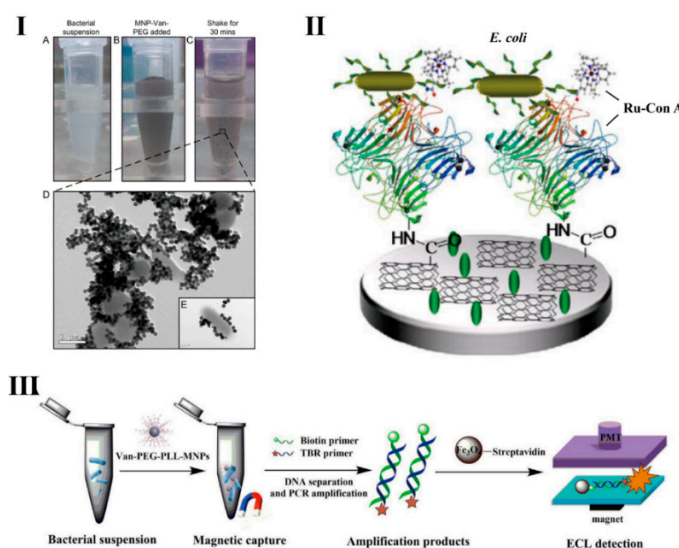 I
Bacterial
suspension
MNP-Van-
PEG added
Shake for
30 mins
A
B
C
D
E
II
E. coli
Ru-Con A
HN
C
O
HN
C
O
III
Van-PEG-PLL-MNPs
Bacterial suspension
Magnetic capture
Biotin primer
TBR primer
DNA separation
and PCR amplification
Amplification products
Fe3O4
Streptavidin
PMT
magnet
ECL detection